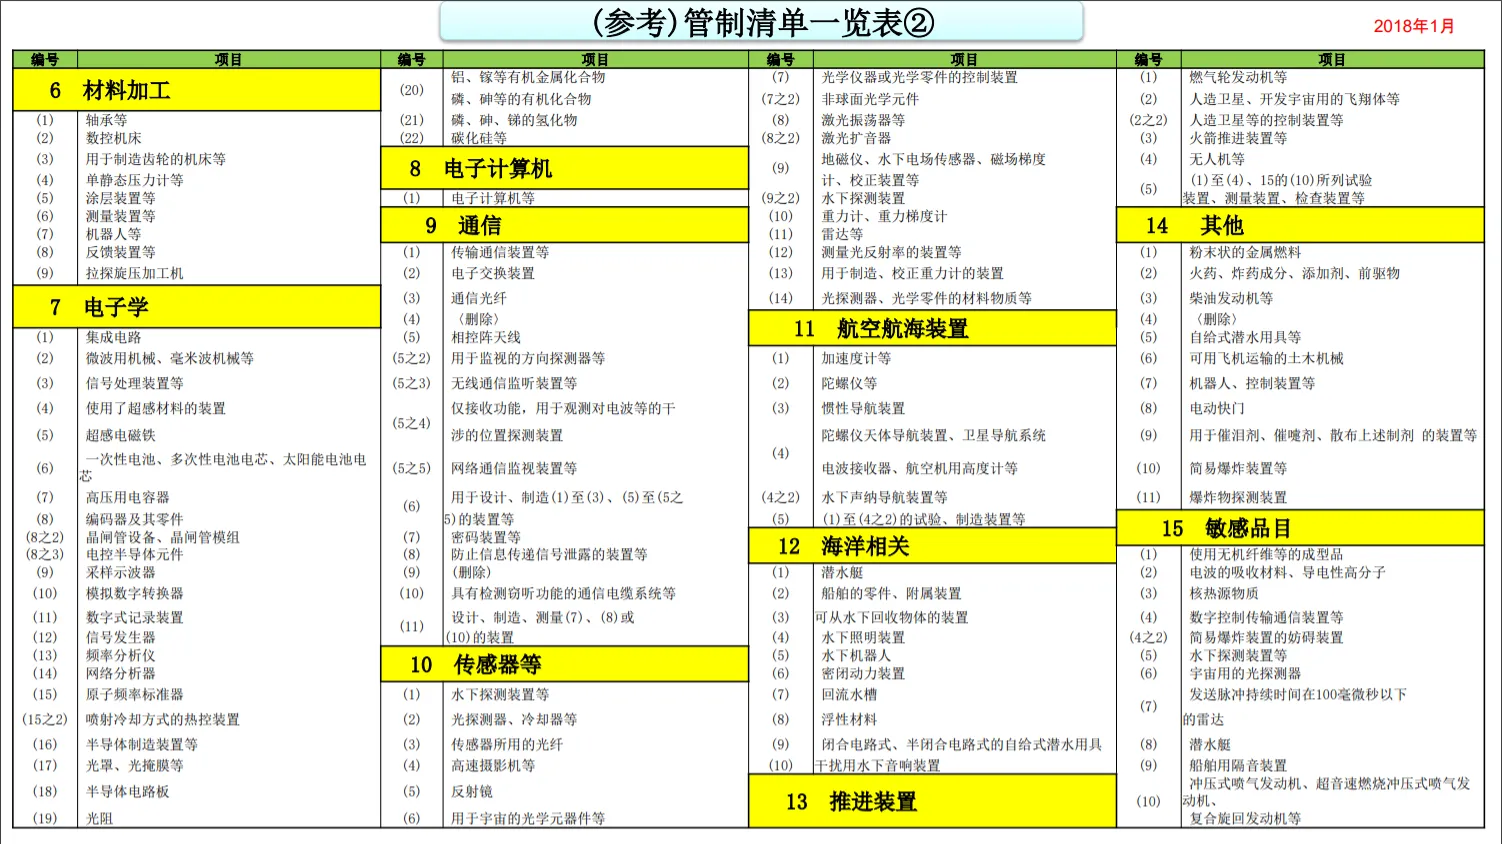 (参考)管制清单一览表②
2018年1月
编号 项目
6 材料加工
(1) 轴承等
(2) 数控机床
(3) 用于制造齿轮的机床等
(4) 单静态压力计等
(5) 涂层装置等
(6) 测量装置等
(7) 机器人等
(8) 反馈装置等
(9) 拉探旋压加工机
7 电子学
(1) 集成电路
(2) 微波用机械、毫米波机械等
(3) 信号处理装置等
(4) 使用了超感材料的装置
(5) 超感电磁铁
(6) 一次性电池、多次性电池电芯、太阳能电池电
芯
(7) 高压用电容器
(8) 编码器及其零件
(8之2) 晶闸管设备、晶闸管模组
(8之3) 电控半导体元件
(9) 采样示波器
(10) 模拟数字转换器
(11) 数字式记录装置
(12) 信号发生器
(13) 频率分析仪
(14) 网络分析器
(15) 原子频率标准器
(15之2) 喷射冷却方式的热控装置
(16) 半导体制造装置等
(17) 光罩、光掩膜等
(18) 半导体电路板
(19) 光阻
编号 项目
(20) 铝、镓等有机金属化合物
磷、砷等的有机化合物
(21) 磷、砷、锑的氢化物
(22) 碳化硅等
8 电子计算机
(1) 电子计算机等
9 通信
(1) 传输通信装置等
(2) 电子交换装置
(3) 通信光纤
(4) 〈删除〉
(5) 相控阵天线
(5之2) 用于监视的方向探测器等
(5之3) 无线通信监听装置等
(5之4) 仅接收功能，用于观测对电波等的干
涉的位置探测装置
(5之5) 网络通信监视装置等
(6) 用于设计、制造(1)至(3)、(5)至(5之
5)的装置等
(7) 密码装置等
(8) 防止信息传递信号泄露的装置等
(9) (删除)
(10) 具有检测窃听功能的通信电缆系统等
(11) 设计、制造、测量(7)、(8)或
(10)的装置
10 传感器等
(1) 水下探测装置等
(2) 光探测器、冷却器等
(3) 传感器所用的光纤
(4) 高速摄影机等
(5) 反射镜
(6) 用于宇宙的光学元器件等
编号 项目
(7) 光学仪器或光学零件的控制装置
(7之2) 非球面光学元件
(8) 激光振荡器等
(8之2) 激光扩音器
(9) 地磁仪、水下电场传感器、磁场梯度
计、校正装置等
(9之2) 水下探测装置
(10) 重力计、重力梯度计
(11) 雷达等
(12) 测量光反射率的装置等
(13) 用于制造、校正重力计的装置
(14) 光探测器、光学零件的材料物质等
11 航空航海装置
(1) 加速度计等
(2) 陀螺仪等
(3) 惯性导航装置
(4) 陀螺仪天体导航装置、卫星导航系统
电波接收器、航空机用高度计等
(4之2) 水下声纳导航装置等
(5) (1)至(4之2)的试验、制造装置等
12 海洋相关
(1) 潜水艇
(2) 船舶的零件、附属装置
(3) 可从水下回收物体的装置
(4) 水下照明装置
(5) 水下机器人
(6) 密闭动力装置
(7) 回流水槽
(8) 浮性材料
(9) 闭合电路式、半闭合电路式的自给式潜水用具
(10) 干扰用水下音响装置
13 推进装置
编号 项目
(1) 燃气轮发动机等
(2) 人造卫星、开发宇宙用的飞翔体等
(2之2) 人造卫星等的控制装置等
(3) 火箭推进装置等
(4) 无人机等
(5) (1)至(4)、15的(10)所列试验
装置、测量装置、检查装置等
14 其他
(1) 粉末状的金属燃料
(2) 火药、炸药成分、添加剂、前驱物
(3) 柴油发动机等
(4) 〈删除〉
(5) 自给式潜水用具等
(6) 可用飞机运输的土木机械
(7) 机器人、控制装置等
(8) 电动快门
(9) 用于催泪剂、催嚏剂、散布上述制剂 的装置等
(10) 简易爆炸装置等
(11) 爆炸物探测装置
15 敏感品目
(1) 使用无机纤维等的成型品
(2) 电波的吸收材料、导电性高分子
(3) 核热源物质
(4) 数字控制传输通信装置等
(4之2) 简易爆炸装置的妨碍装置
(5) 水下探测装置等
(6) 宇宙用的光探测器
(7) 发送脉冲持续时间在100毫微秒以下
的雷达
(8) 潜水艇
(9) 船舶用隔音装置
(10) 冲压式喷气发动机、超音速燃烧冲压式喷气发
动机、
复合旋回发动机等